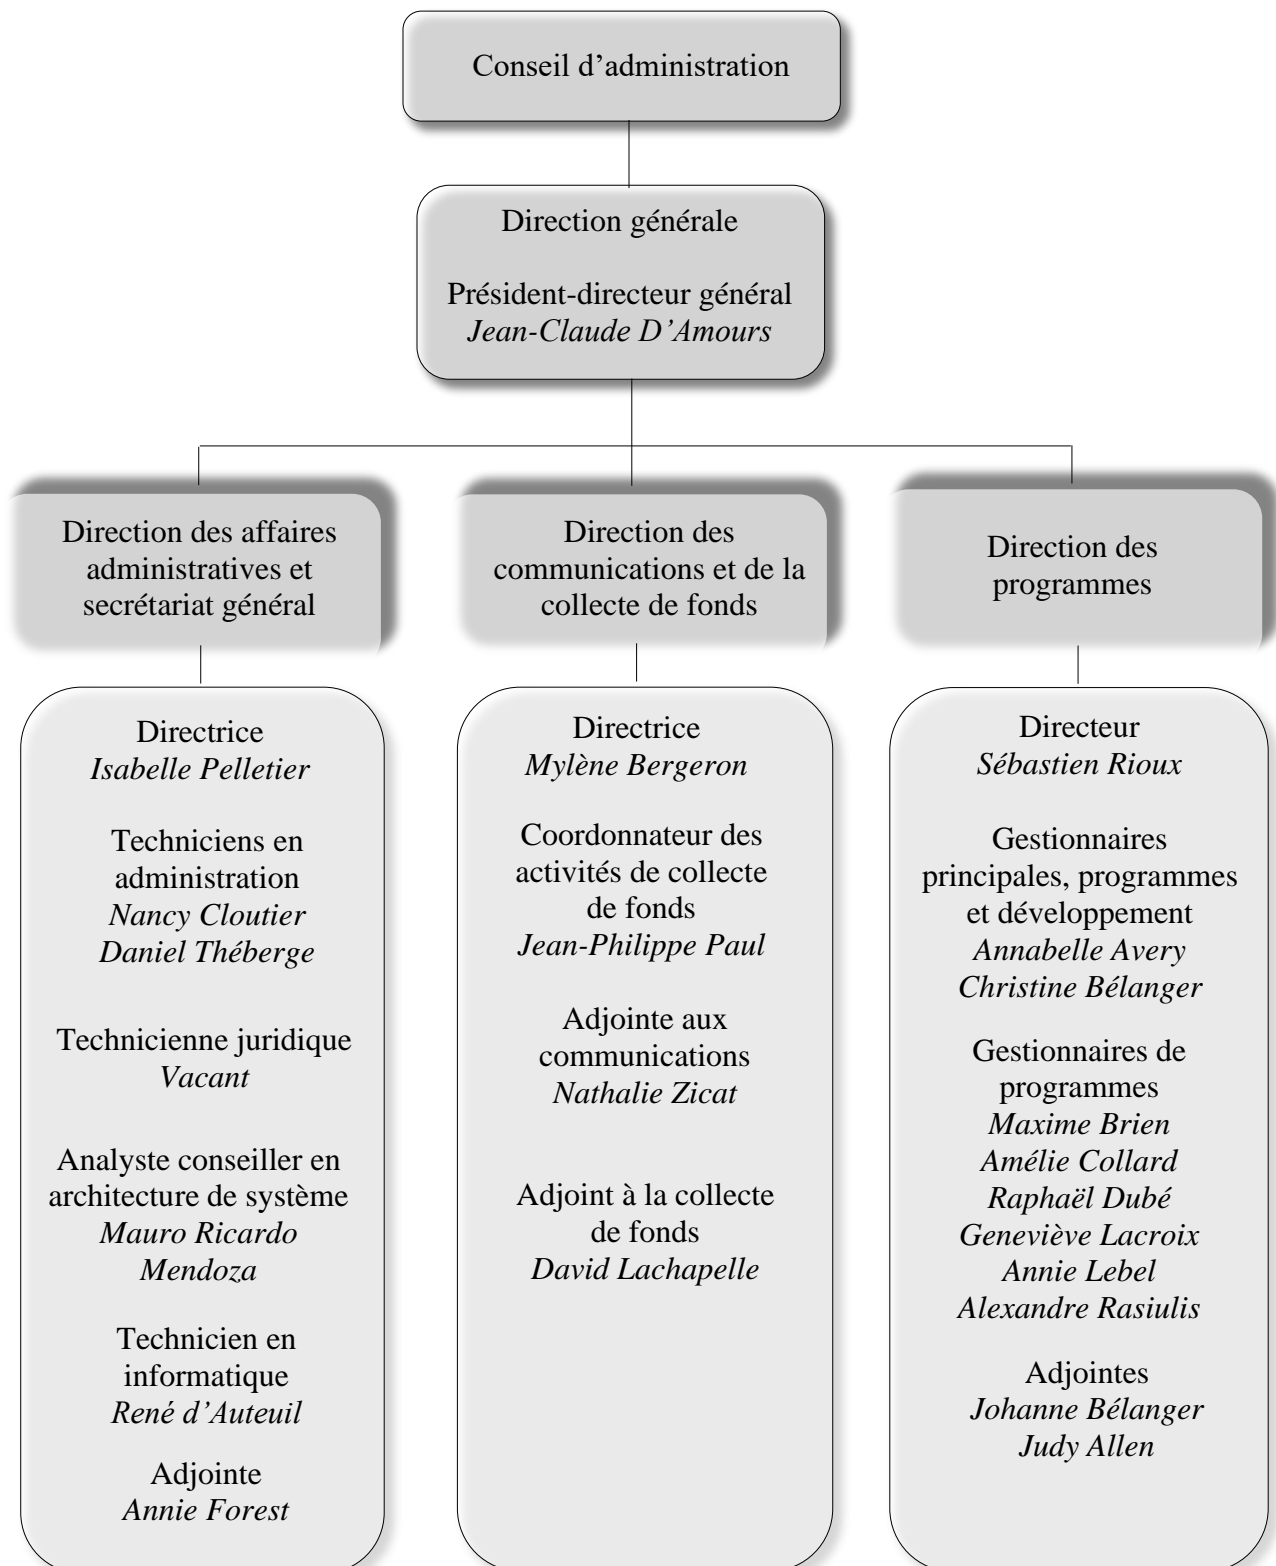 Conseil d’administration
Direction générale
Président-directeur général
Jean-Claude D’Amours
Direction des affaires
administratives et
secrétariat général
Direction des
communications et de la
collecte de fonds
Direction des
programmes
Directrice
Isabelle Pelletier
Techniciens en
administration
Nancy Cloutier
Daniel Théberge
Technicienne juridique
Vacant
Analyste conseiller en
architecture de système
Mauro Ricardo
Mendoza
Technicien en
informatique
René d’Auteuil
Adjointe
Annie Forest
Directrice
Mylène Bergeron
Coordonnateur des
activités de collecte
de fonds
Jean-Philippe Paul
Adjointe aux
communications
Nathalie Zicat
Adjoint à la collecte
de fonds
David Lachapelle
Directeur
Sébastien Rioux
Gestionnaires
principales, programmes
et développement
Annabelle Avery
Christine Bélanger
Gestionnaires de
programmes
Maxime Brien
Amélie Collard
Raphaël Dubé
Geneviève Lacroix
Annie Lebel
Alexandre Rasiulis
Adjointes
Johanne Bélanger
Judy Allen